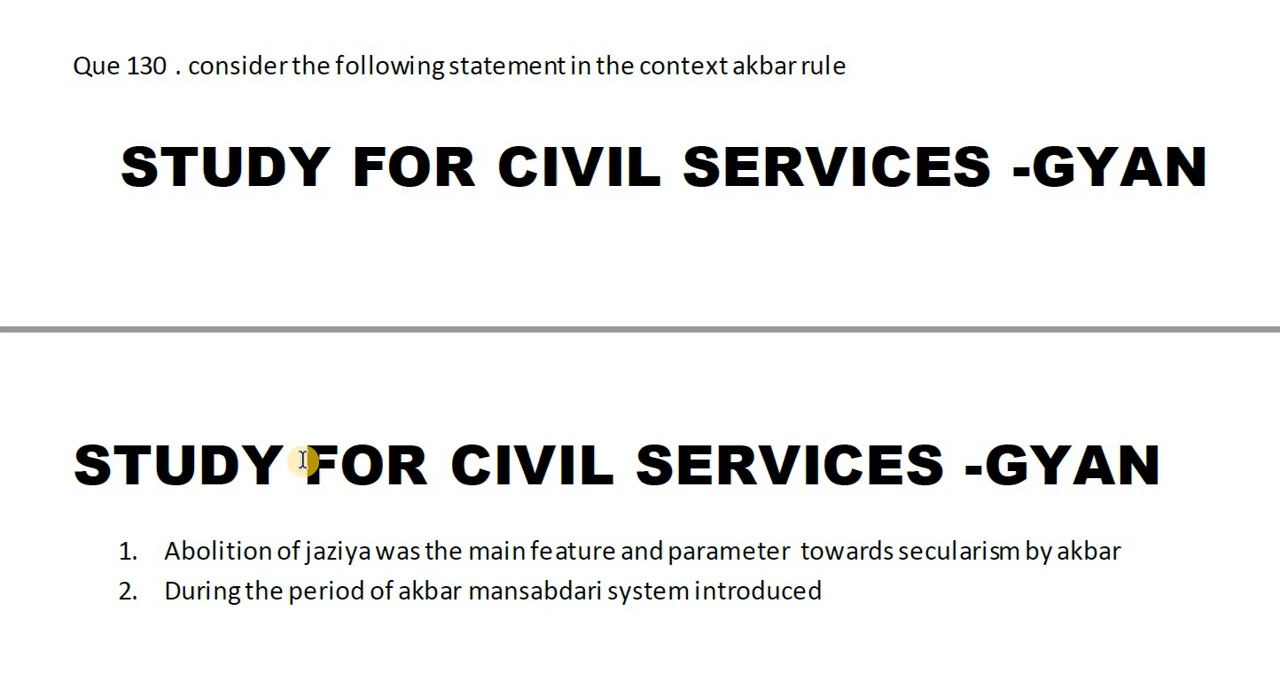 Que 130 . consider the following statement in the context akbar rule
STUDY FOR CIVIL SERVICES -GYAN
STUDY FOR CIVIL SERVICES -GYAN
1. Abolition of jaziya was the main feature and parameter towards secularism by akbar
2. During the period of akbar mansabdari system introduced